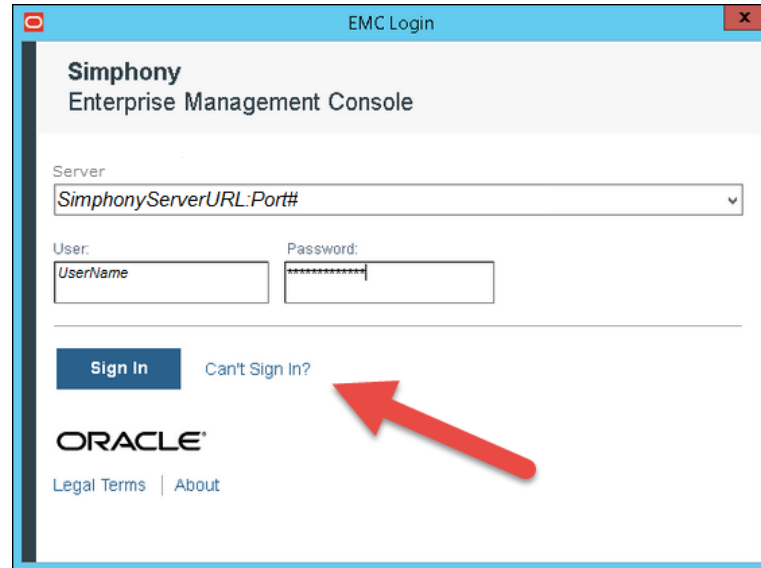 EMC Login
x
Simphony
Enterprise Management Console
Server
SimphonyServerURL:Port#
User: Password:
UserName *************
Sign In Can't Sign In?
ORACLE
Legal Terms | About